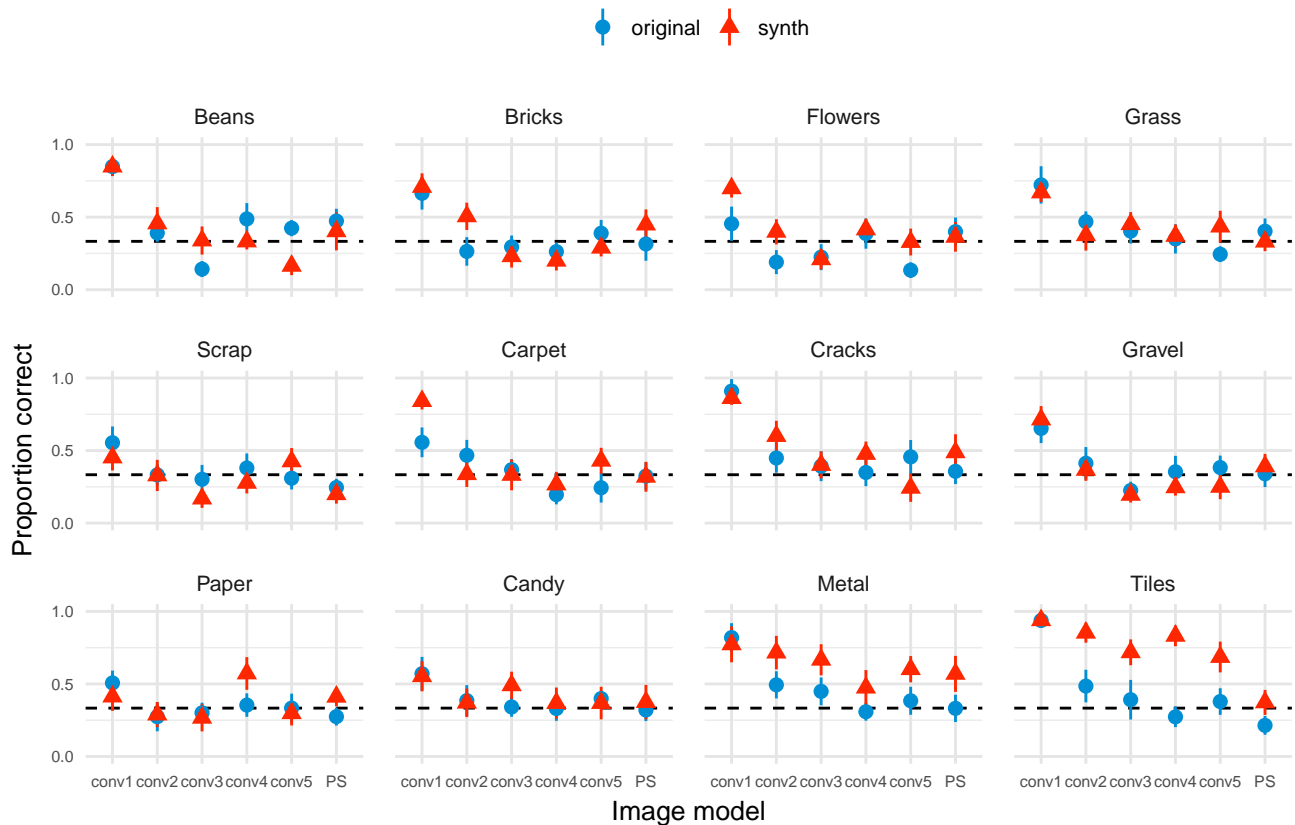 original synth
Beans Bricks Flowers Grass
1.0
0.5
0.0
Scrap Carpet Cracks Gravel
1.0
0.5
0.0
Proportion correct
Paper Candy Metal Tiles
1.0
0.5
0.0
conv1 conv2 conv3 conv4 conv5 PS conv1 conv2 conv3 conv4 conv5 PS conv1 conv2 conv3 conv4 conv5 PS conv1 conv2 conv3 conv4 conv5 PS
Image model